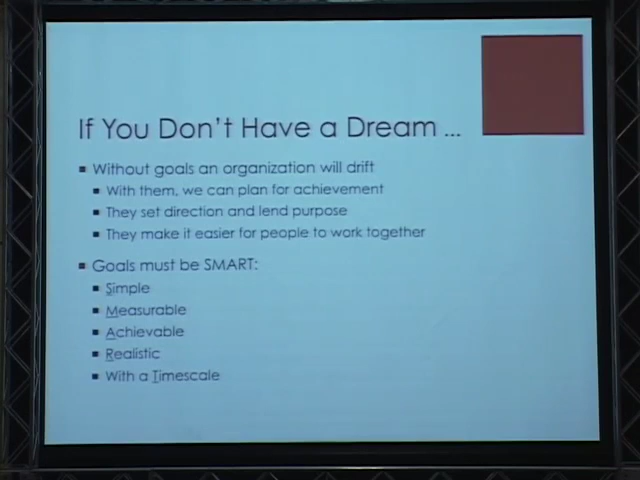 If You Don't Have a Dream ...
Without goals an organization will drift
With them, we can plan for achievement
They set direction and lend purpose
They make it easier for people to work together
Goals must be SMART:
Simple
Measurable
Achievable
Realistic
With a Timescale